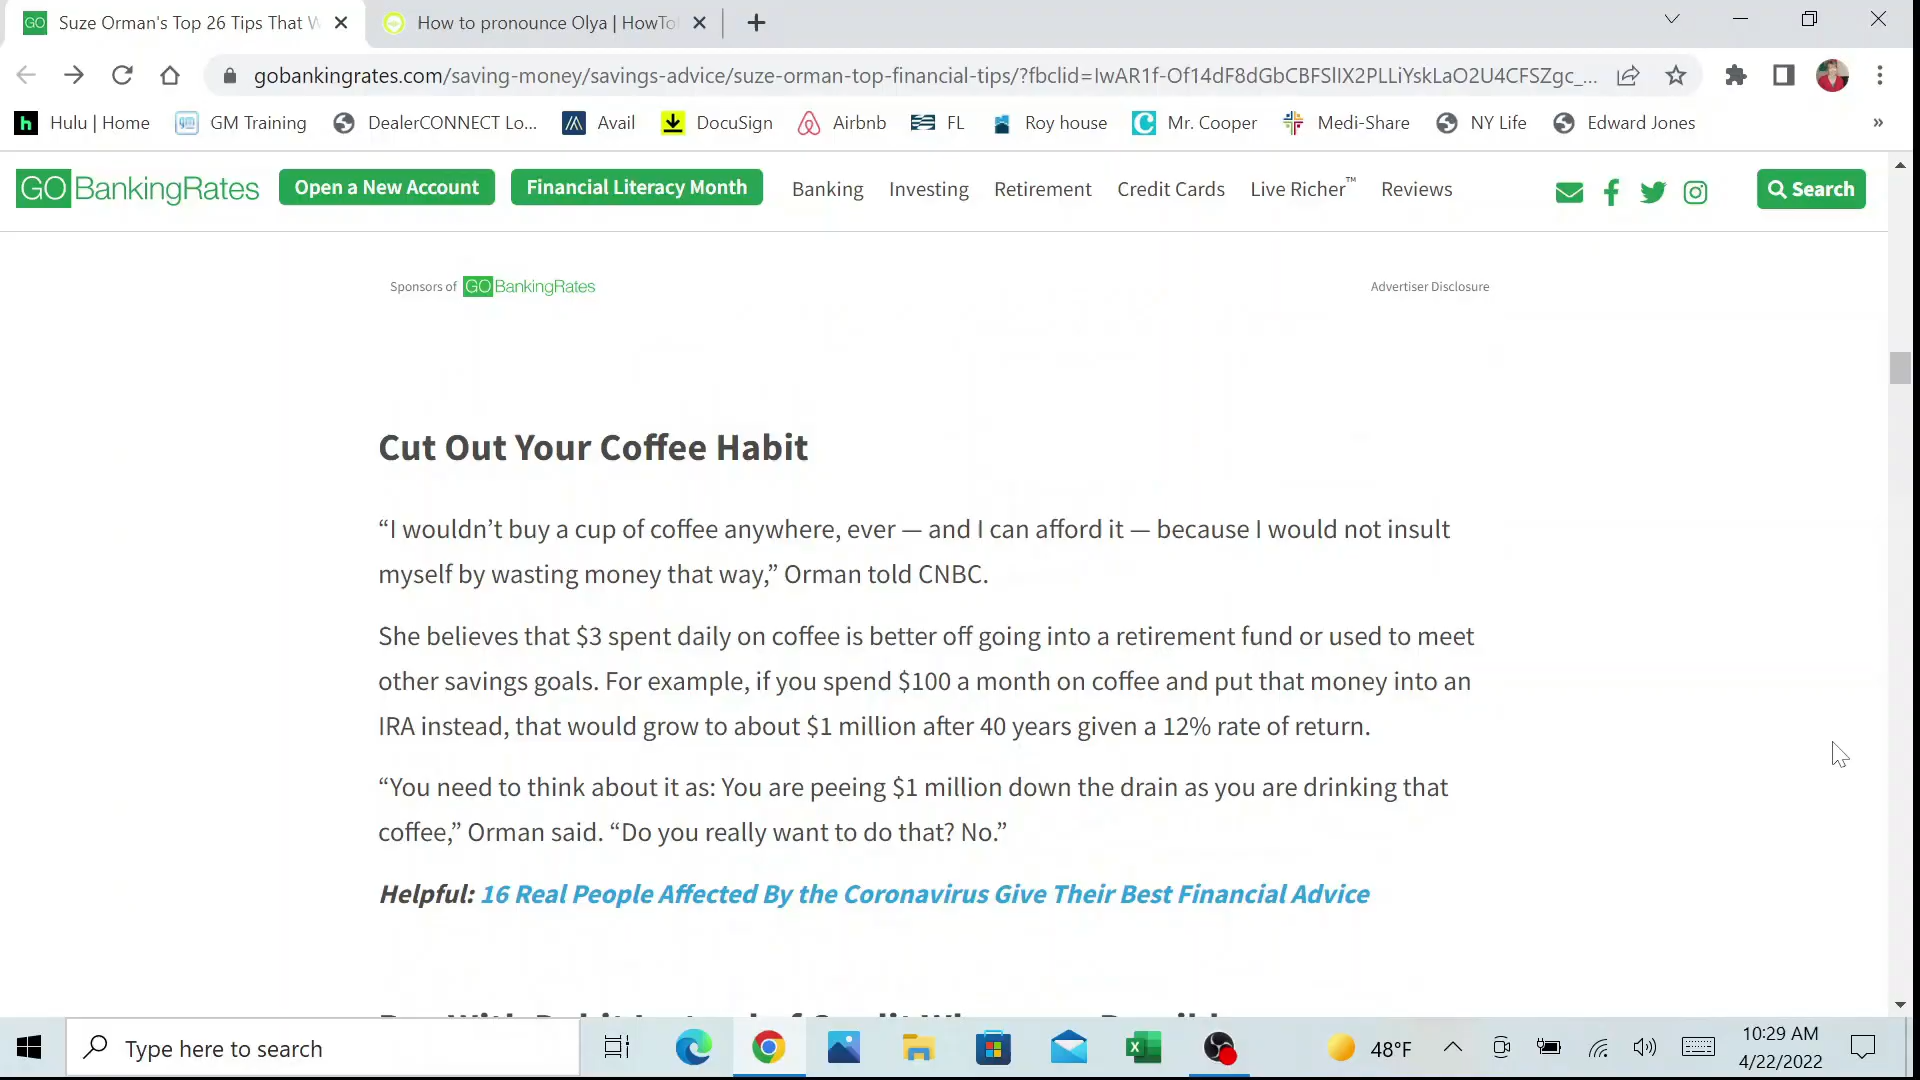 GO Suze Orman's Top 26 Tips That W
How to pronounce Olya | HowTo
gobankingrates.com/saving-money/savings-advice/suze-orman-top-financial-tips/?fbclid=IwAR1f-Of14dF8dGbCBFSlIX2PLLiYskLaO2U4CFSZgc_...
h Hulu | Home GM Training DealerCONNECT Lo... Avail DocuSign Airbnb FL Roy house Mr. Cooper Medi-Share NY Life Edward Jones »
GOBankingRates Open a New Account Financial Literacy Month Banking Investing Retirement Credit Cards Live Richer™ Reviews Search
Sponsors of GOBankingRates Advertiser Disclosure
Cut Out Your Coffee Habit
“I wouldn’t buy a cup of coffee anywhere, ever — and I can afford it — because I would not insult
myself by wasting money that way,” Orman told CNBC.
She believes that $3 spent daily on coffee is better off going into a retirement fund or used to meet
other savings goals. For example, if you spend $100 a month on coffee and put that money into an
IRA instead, that would grow to about $1 million after 40 years given a 12% rate of return.
“You need to think about it as: You are peeing $1 million down the drain as you are drinking that
coffee,” Orman said. “Do you really want to do that? No.”
Helpful: 16 Real People Affected By the Coronavirus Give Their Best Financial Advice
Type here to search
48°F
10:29 AM
4/22/2022